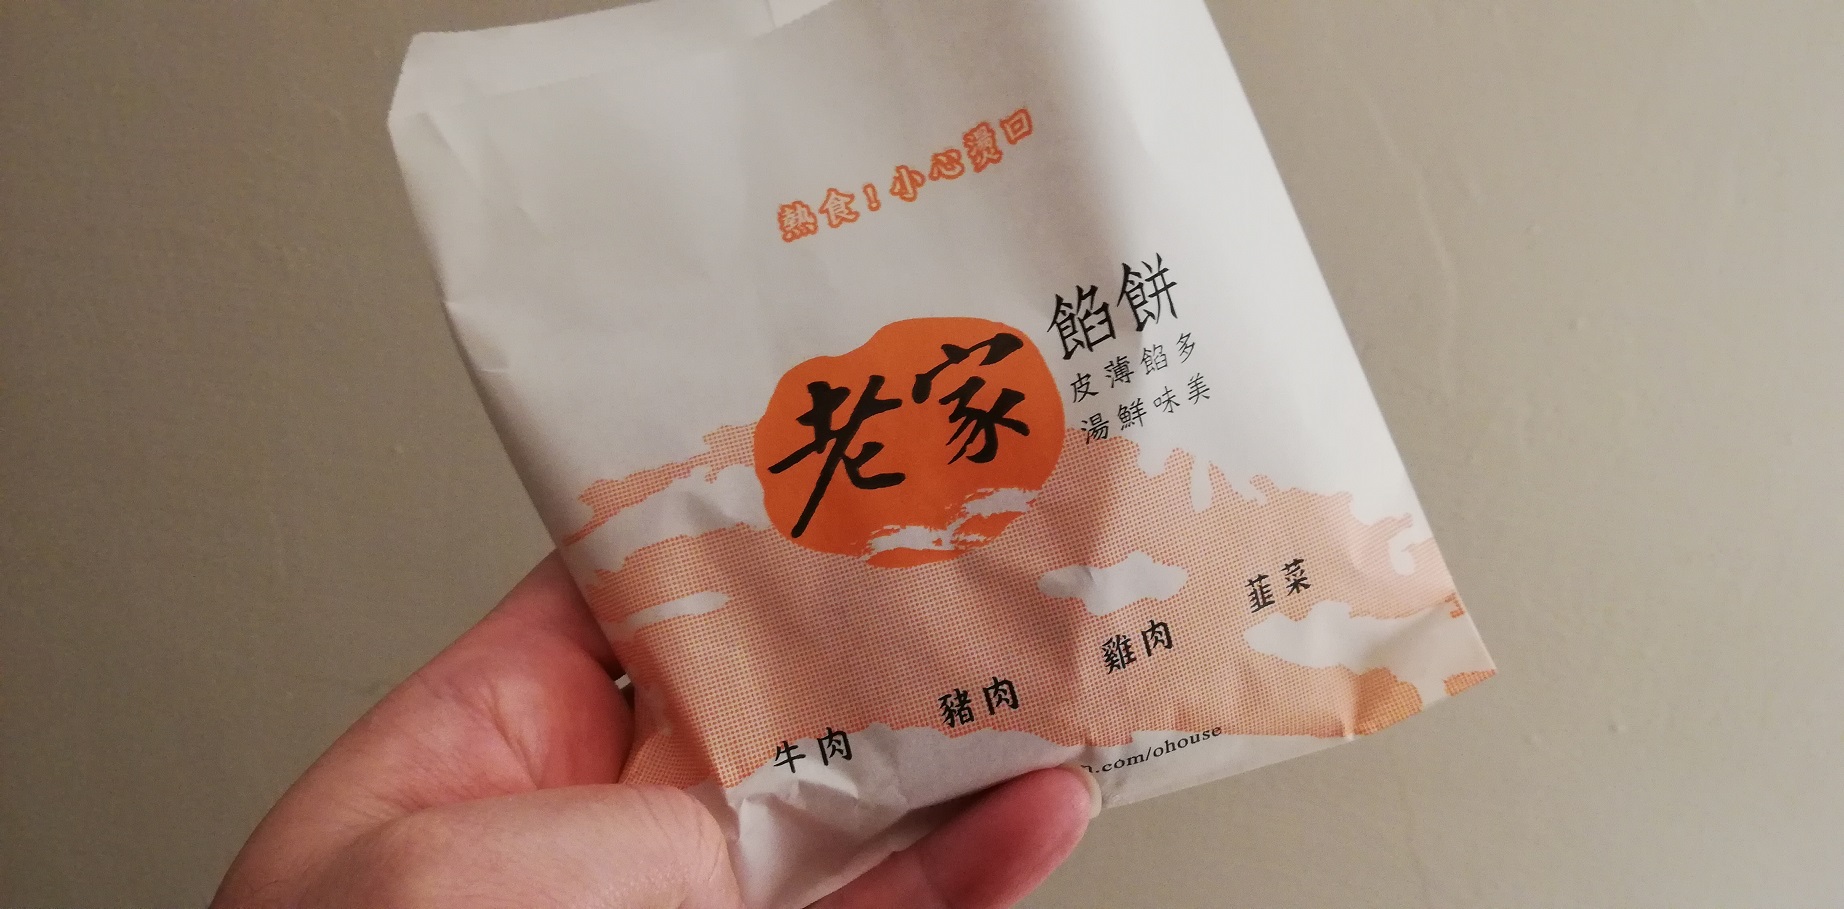 熱食!小心燙口
老家
餡餅
皮薄餡多
湯鮮味美
牛肉 豬肉 雞肉 韭菜
.com/ohouse